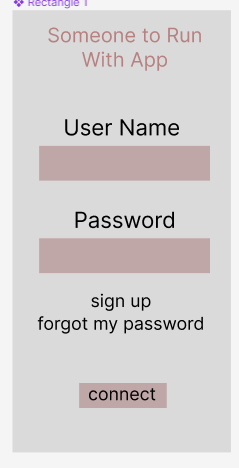 Rectangle 1
Someone to Run
With App
User Name
Password
sign up
forgot my password
connect